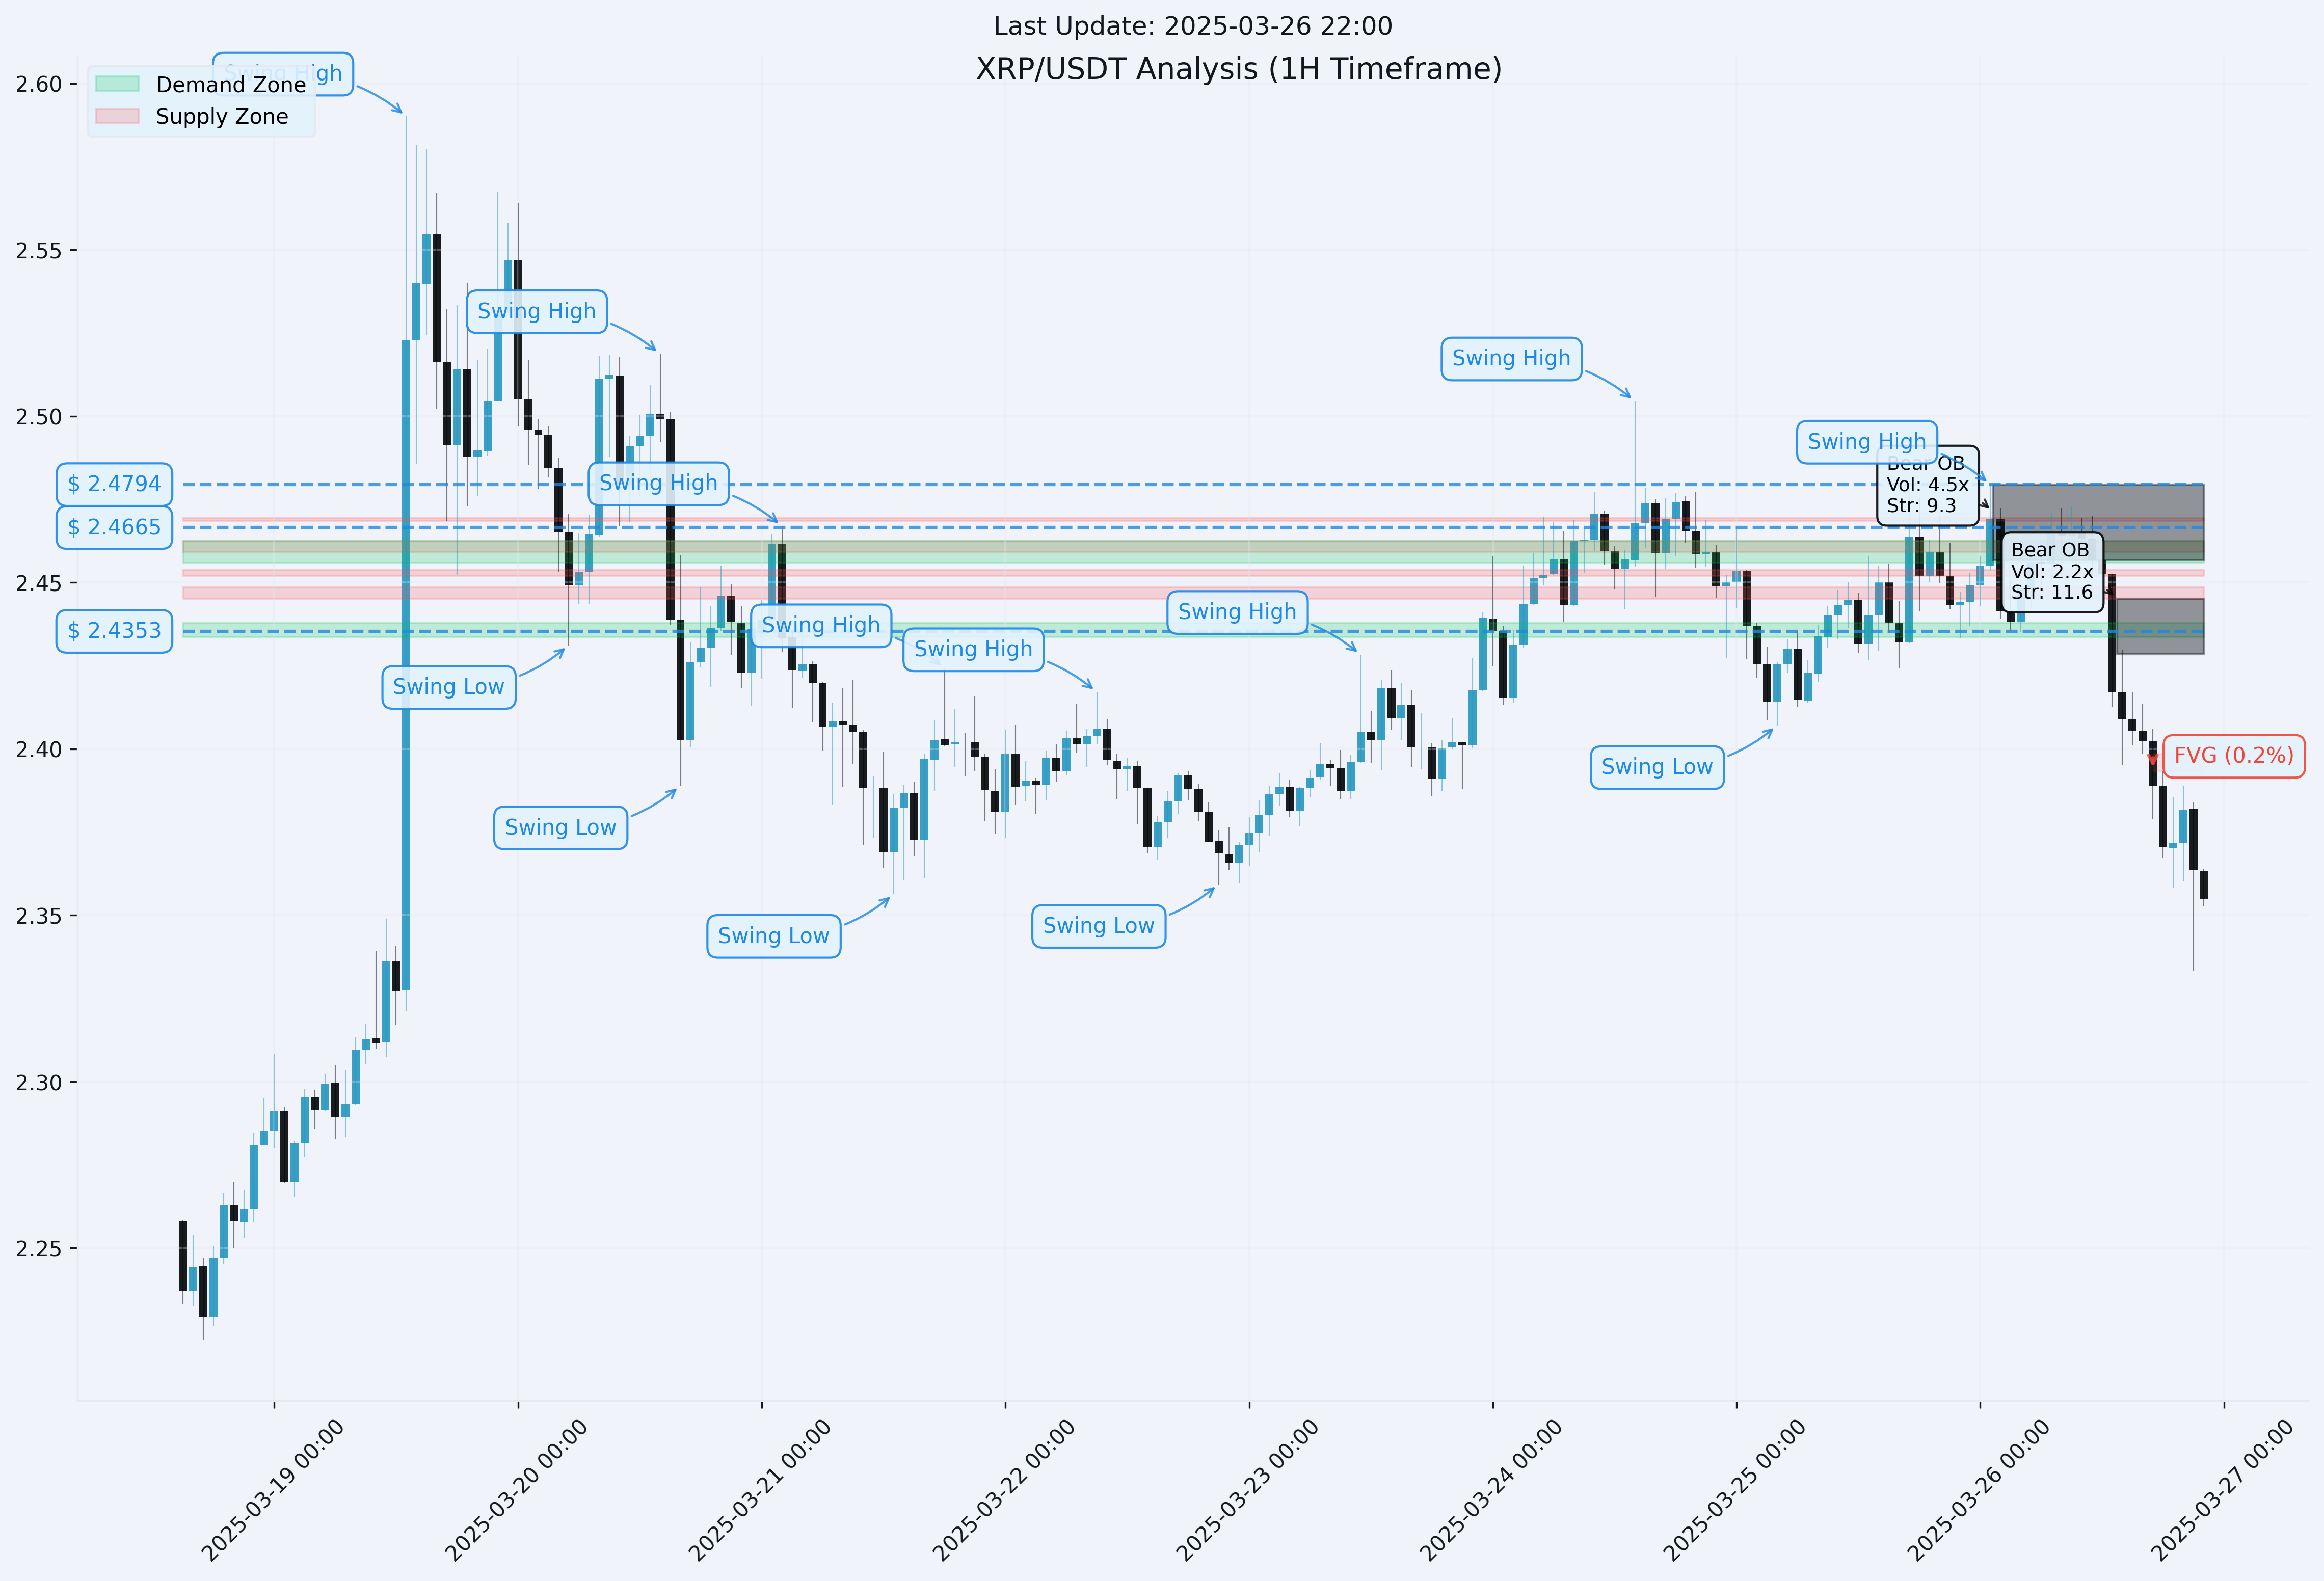 Last Update: 2025-03-26 22:00
XRP/USDT Analysis (1H Timeframe)
Swing High
Demand Zone
Supply Zone
2.60
2.55
2.50
2.45
2.40
2.35
2.30
2.25
$ 2.4794
$ 2.4665
$ 2.4353
Swing High
Swing High
Swing Low
Swing Low
Swing High
Swing High
Swing Low
Swing Low
Swing High
Swing High
Swing Low
Swing High
Bear OB
Vol: 4.5x
Str: 9.3
Bear OB
Vol: 2.2x
Str: 11.6
FVG (0.2%)
2025-03-19 00:00
2025-03-20 00:00
2025-03-21 00:00
2025-03-22 00:00
2025-03-23 00:00
2025-03-24 00:00
2025-03-25 00:00
2025-03-26 00:00
2025-03-27 00:00